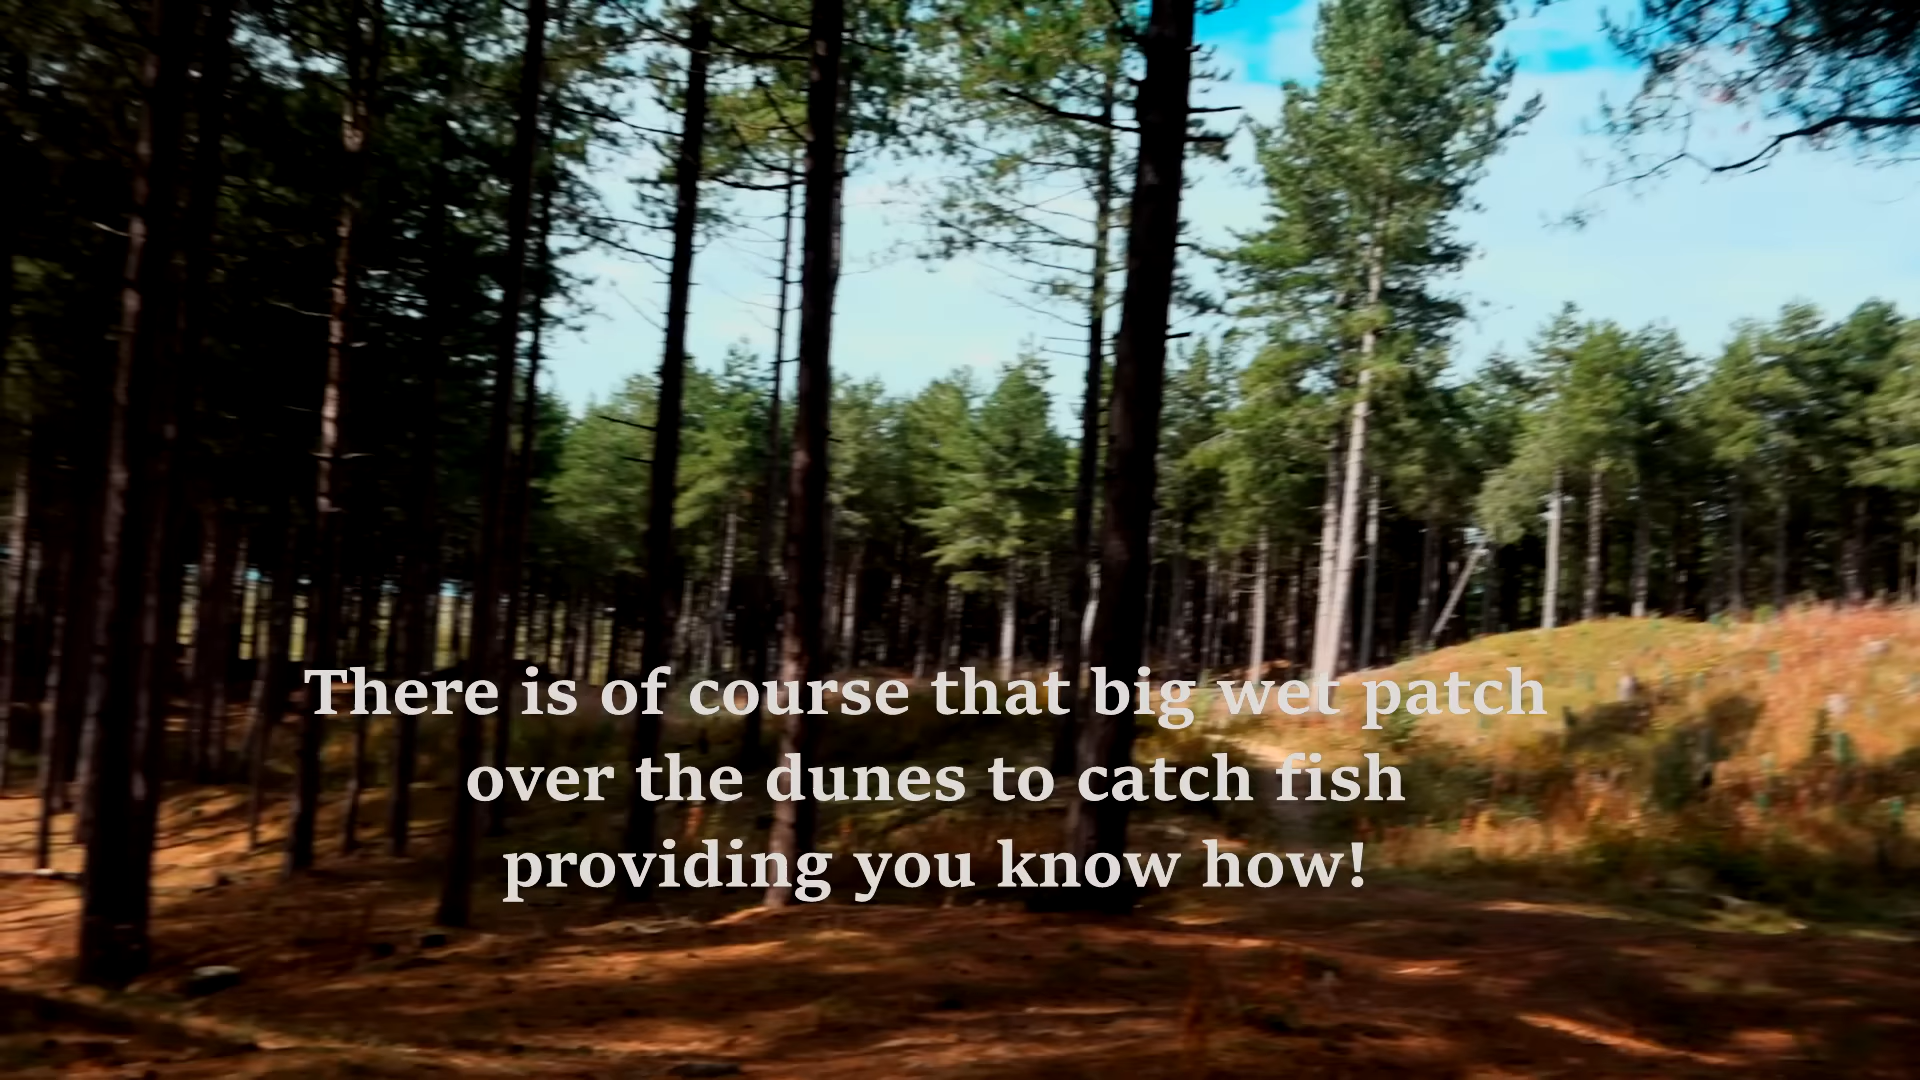 There is of course that big wet patch
over the dunes to catch fish
providing you know how!